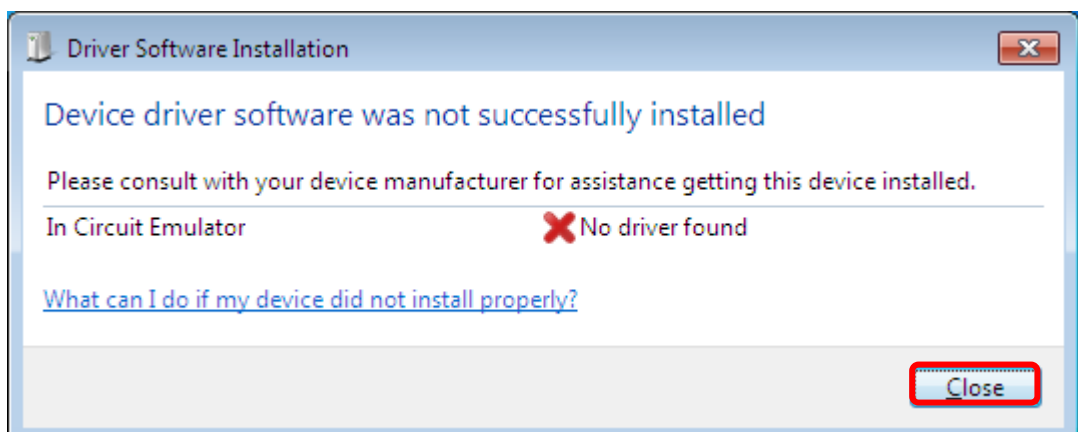 Driver Software Installation
Device driver software was not successfully installed
Please consult with your device manufacturer for assistance getting this device installed.
In Circuit Emulator No driver found
What can I do if my device did not install properly?
Close